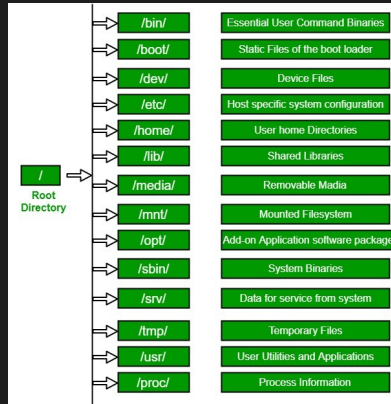 /bin/ Essential User Command Binaries
/boot/ Static Files of the boot loader
/dev/ Device Files
/etc/ Host specific system configuration
/home/ User home Directories
/lib/ Shared Libraries
/ /media/ Removable Madia
Root
Directory
/mnt/ Mounted Filesystem
/opt/ Add-on Application software package
/sbin/ System Binaries
/srv/ Data for service from system
/tmp/ Temporary Files
/usr/ User Utilities and Applications
/proc/ Process Information